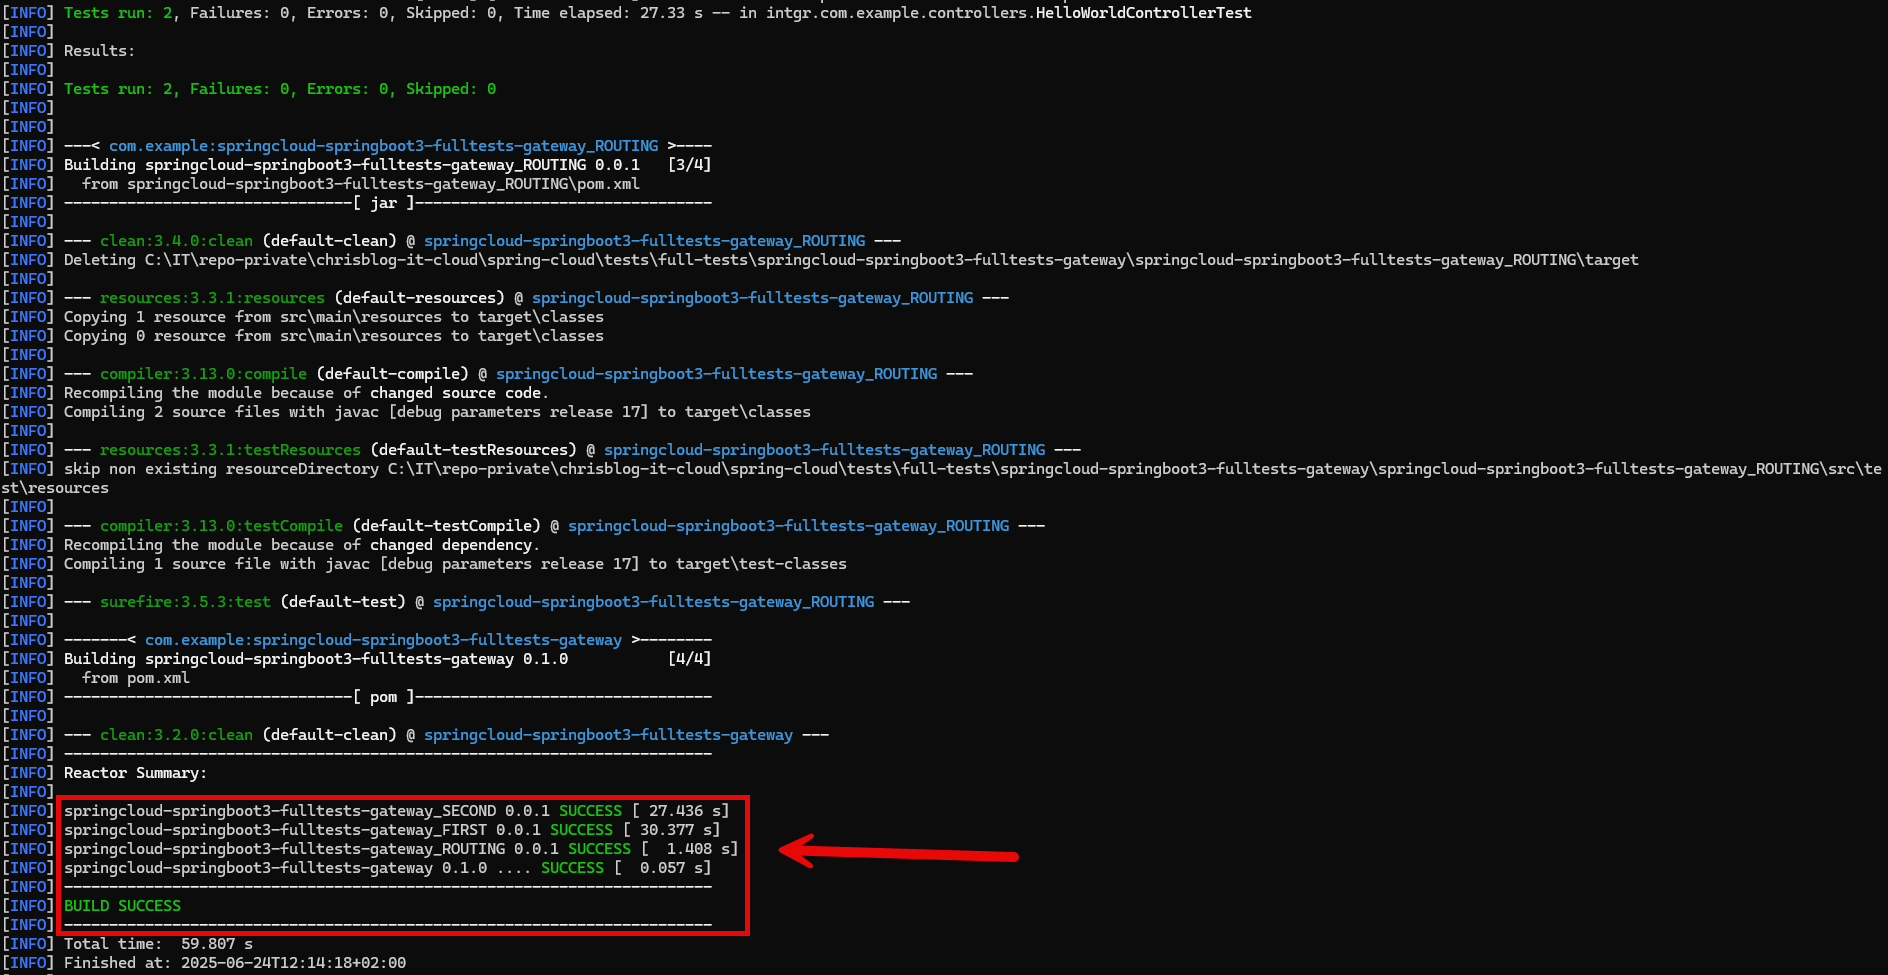 [INFO] Tests run: 2, Failures: 0, Errors: 0, Skipped: 0, Time elapsed: 27.33 s -- in intgr.com.example.controllers.HelloWorldControllerTest
[INFO]
[INFO] Results:
[INFO]
[INFO] Tests run: 2, Failures: 0, Errors: 0, Skipped: 0
[INFO]
[INFO]
[INFO] ---< com.example:springcloud-springboot3-fulltests-gateway_ROUTING >----
[INFO] Building springcloud-springboot3-fulltests-gateway_ROUTING 0.0.1   [3/4]
[INFO]   from springcloud-springboot3-fulltests-gateway_ROUTING\pom.xml
[INFO] --------------------------------[ jar ]---------------------------------
[INFO]
[INFO] --- clean:3.4.0:clean (default-clean) @ springcloud-springboot3-fulltests-gateway_ROUTING ---
[INFO] Deleting C:\IT\repo-private\chrisblog-it-cloud\spring-cloud\tests\full-tests\springcloud-springboot3-fulltests-gateway\springcloud-springboot3-fulltests-gateway_ROUTING\target
[INFO]
[INFO] --- resources:3.3.1:resources (default-resources) @ springcloud-springboot3-fulltests-gateway_ROUTING ---
[INFO] Copying 1 resource from src\main\resources to target\classes
[INFO] Copying 0 resource from src\main\resources to target\classes
[INFO]
[INFO] --- compiler:3.13.0:compile (default-compile) @ springcloud-springboot3-fulltests-gateway_ROUTING ---
[INFO] Recompiling the module because of changed source code.
[INFO] Compiling 2 source files with javac [debug parameters release 17] to target\classes
[INFO]
[INFO] --- resources:3.3.1:testResources (default-testResources) @ springcloud-springboot3-fulltests-gateway_ROUTING ---
[INFO] skip non existing resourceDirectory C:\IT\repo-private\chrisblog-it-cloud\spring-cloud\tests\full-tests\springcloud-springboot3-fulltests-gateway\springcloud-springboot3-fulltests-gateway_ROUTING\src\te
st\resources
[INFO]
[INFO] --- compiler:3.13.0:testCompile (default-testCompile) @ springcloud-springboot3-fulltests-gateway_ROUTING ---
[INFO] Recompiling the module because of changed dependency.
[INFO] Compiling 1 source file with javac [debug parameters release 17] to target\test-classes
[INFO]
[INFO] --- surefire:3.5.3:test (default-test) @ springcloud-springboot3-fulltests-gateway_ROUTING ---
[INFO]
[INFO] -------< com.example:springcloud-springboot3-fulltests-gateway >--------
[INFO] Building springcloud-springboot3-fulltests-gateway 0.1.0           [4/4]
[INFO]   from pom.xml
[INFO] --------------------------------[ pom ]---------------------------------
[INFO]
[INFO] --- clean:3.2.0:clean (default-clean) @ springcloud-springboot3-fulltests-gateway ---
[INFO] ------------------------------------------------------------------------
[INFO] Reactor Summary:
[INFO]
[INFO] springcloud-springboot3-fulltests-gateway_SECOND 0.0.1 SUCCESS [ 27.436 s]
[INFO] springcloud-springboot3-fulltests-gateway_FIRST 0.0.1 SUCCESS [ 30.377 s]
[INFO] springcloud-springboot3-fulltests-gateway_ROUTING 0.0.1 SUCCESS [  1.408 s]
[INFO] springcloud-springboot3-fulltests-gateway 0.1.0 .... SUCCESS [  0.057 s]
[INFO] ------------------------------------------------------------------------
[INFO] BUILD SUCCESS
[INFO] ------------------------------------------------------------------------
[INFO] Total time:  59.807 s
[INFO] Finished at: 2025-06-24T12:14:18+02:00